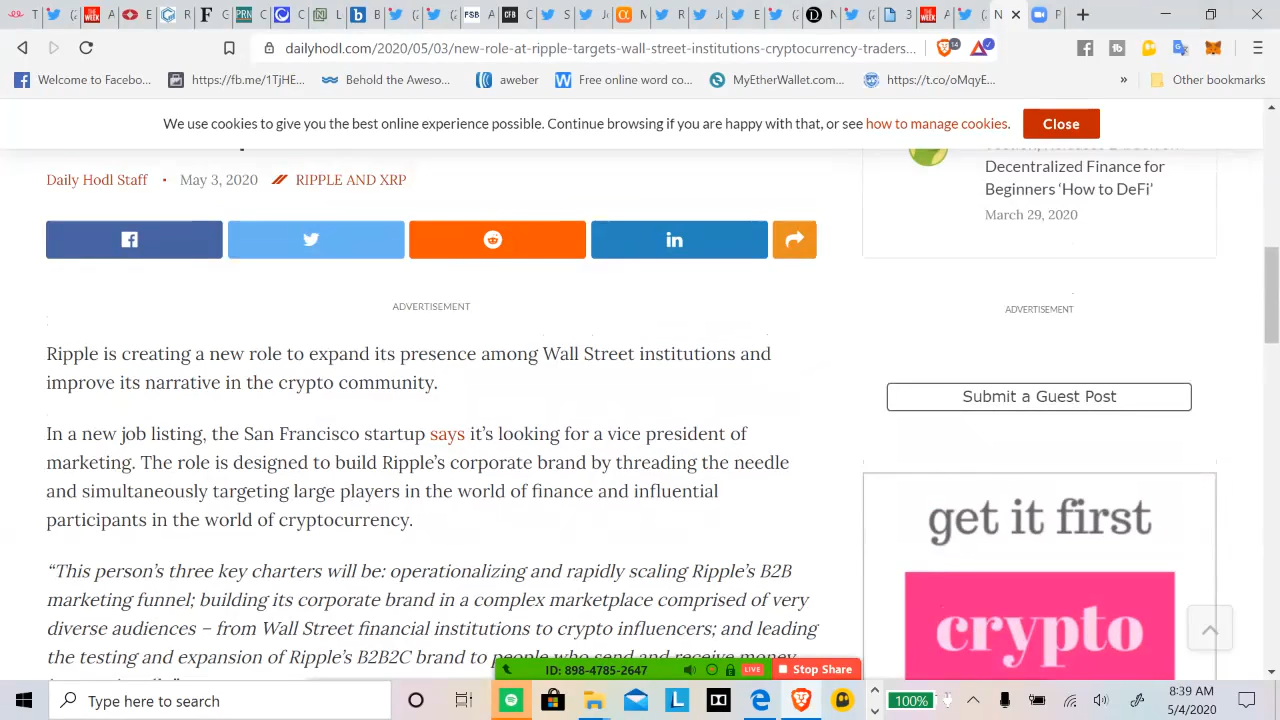 dailyhodl.com/2020/05/03/new-role-at-ripple-targets-wall-street-institutions-cryptocurrency-traders...
14
Welcome to Facebo...
https://fb.me/1TjHE...
Behold the Aweso...
aweber
Free online word co...
MyEtherWallet.com...
https://t.co/oMqyE...
»
Other bookmarks
We use cookies to give you the best online experience possible. Continue browsing if you are happy with that, or see how to manage cookies.
Close
Daily Hodl Staff • May 3, 2020 RIPPLE AND XRP
ADVERTISEMENT
Ripple is creating a new role to expand its presence among Wall Street institutions and
improve its narrative in the crypto community.
In a new job listing, the San Francisco startup says it’s looking for a vice president of
marketing. The role is designed to build Ripple’s corporate brand by threading the needle
and simultaneously targeting large players in the world of finance and influential
participants in the world of cryptocurrency.
“This person’s three key charters will be: operationalizing and rapidly scaling Ripple’s B2B
marketing funnel; building its corporate brand in a complex marketplace comprised of very
diverse audiences – from Wall Street financial institutions to crypto influencers; and leading
the testing and expansion of Ripple’s B2B2C brand to people who send and receive money
Decentralized Finance for
Beginners ‘How to DeFi’
March 29, 2020
ADVERTISEMENT
Submit a Guest Post
get it first
crypto
ID: 898-4785-2647
LIVE
Stop Share
Type here to search
100%
8:39 AM
5/4/2020